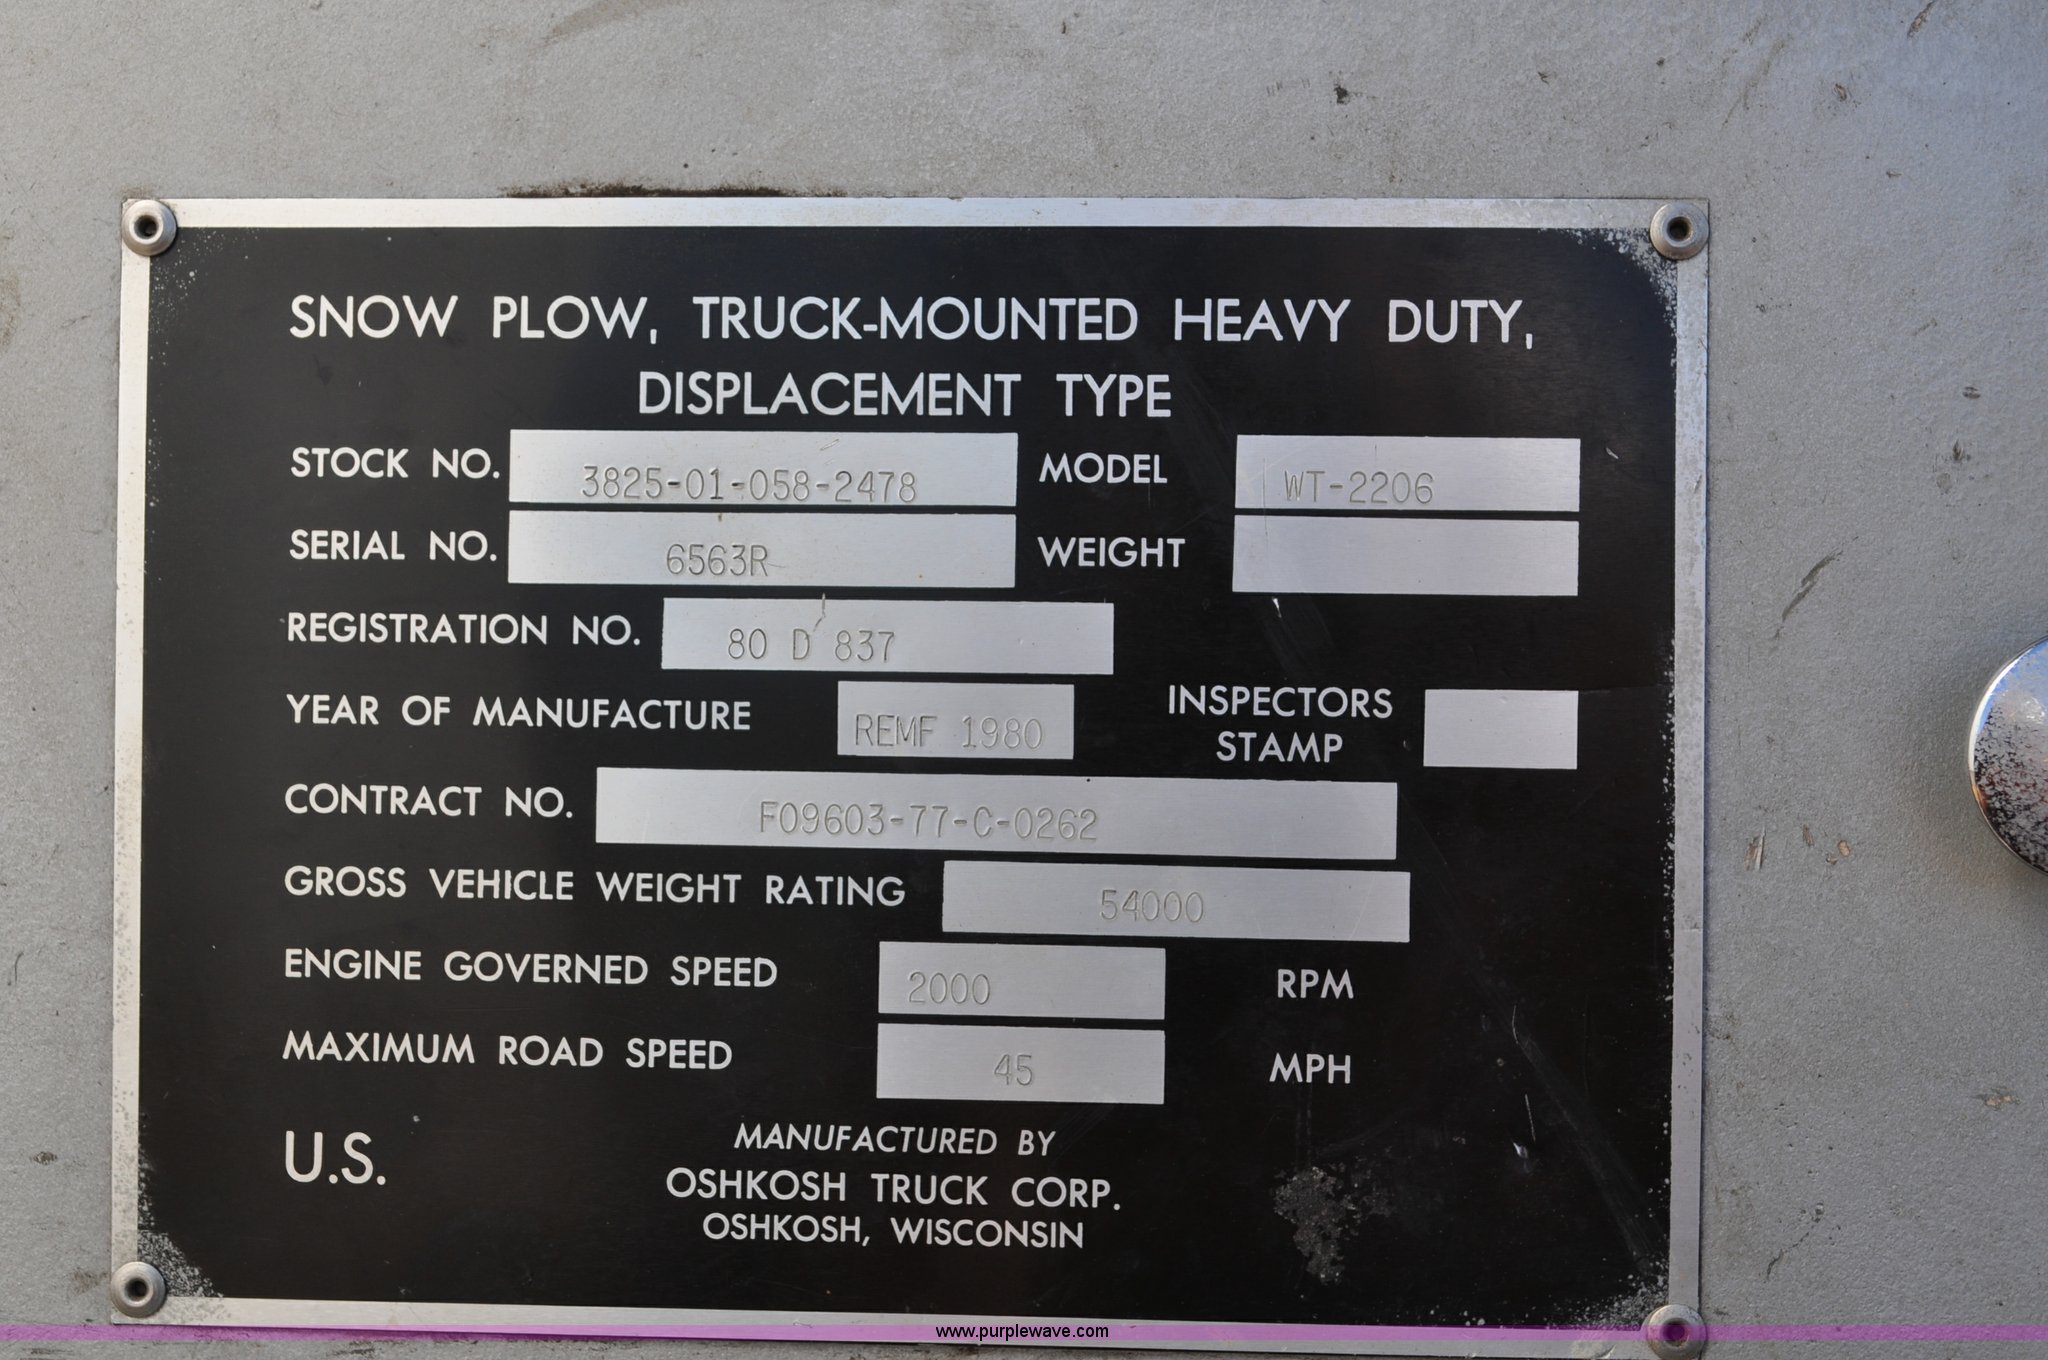 SNOW PLOW, TRUCK-MOUNTED HEAVY DUTY,
DISPLACEMENT TYPE
STOCK NO. 3825-01-058-2478 MODEL WT-2206
SERIAL NO. 6563R WEIGHT
REGISTRATION NO. 80 D 837
YEAR OF MANUFACTURE REMF 1980 INSPECTORS STAMP
CONTRACT NO. F09603-77-C-0262
GROSS VEHICLE WEIGHT RATING 54000
ENGINE GOVERNED SPEED 2000 RPM
MAXIMUM ROAD SPEED 45 MPH
U.S.
MANUFACTURED BY
OSHKOSH TRUCK CORP.
OSHKOSH, WISCONSIN
www.purplewave.com